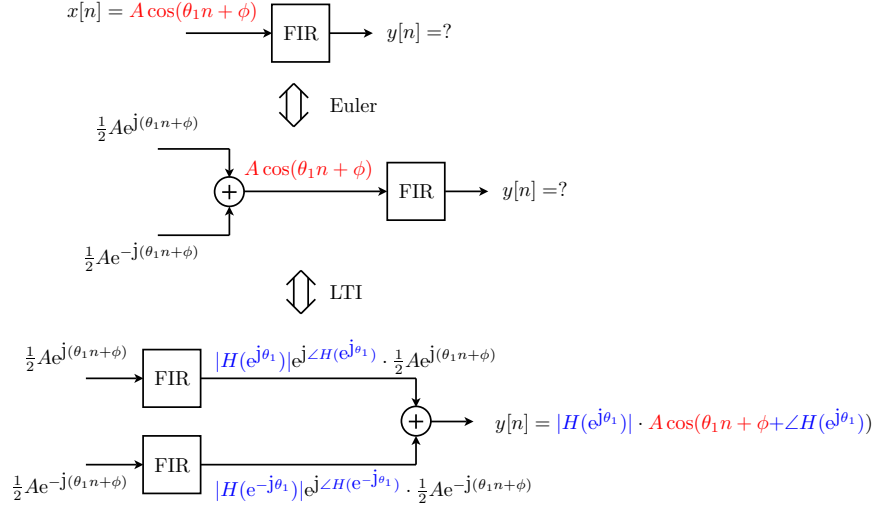 x[n] = A cos(θ₁n + ϕ)
FIR
y[n] =?
Euler
½Ae^{j(θ₁n+ϕ)}
A cos(θ₁n + ϕ)
+
FIR
y[n] =?
½Ae^{−j(θ₁n+ϕ)}
LTI
½Ae^{j(θ₁n+ϕ)}
FIR
|H(e^{jθ₁})|e^{j∠H(e^{jθ₁})} · ½Ae^{j(θ₁n+ϕ)}
+
y[n] = |H(e^{jθ₁})| · A cos(θ₁n + ϕ+∠H(e^{jθ₁}))
½Ae^{−j(θ₁n+ϕ)}
FIR
|H(e^{−jθ₁})|e^{j∠H(e^{−jθ₁})} · ½Ae^{−j(θ₁n+ϕ)}